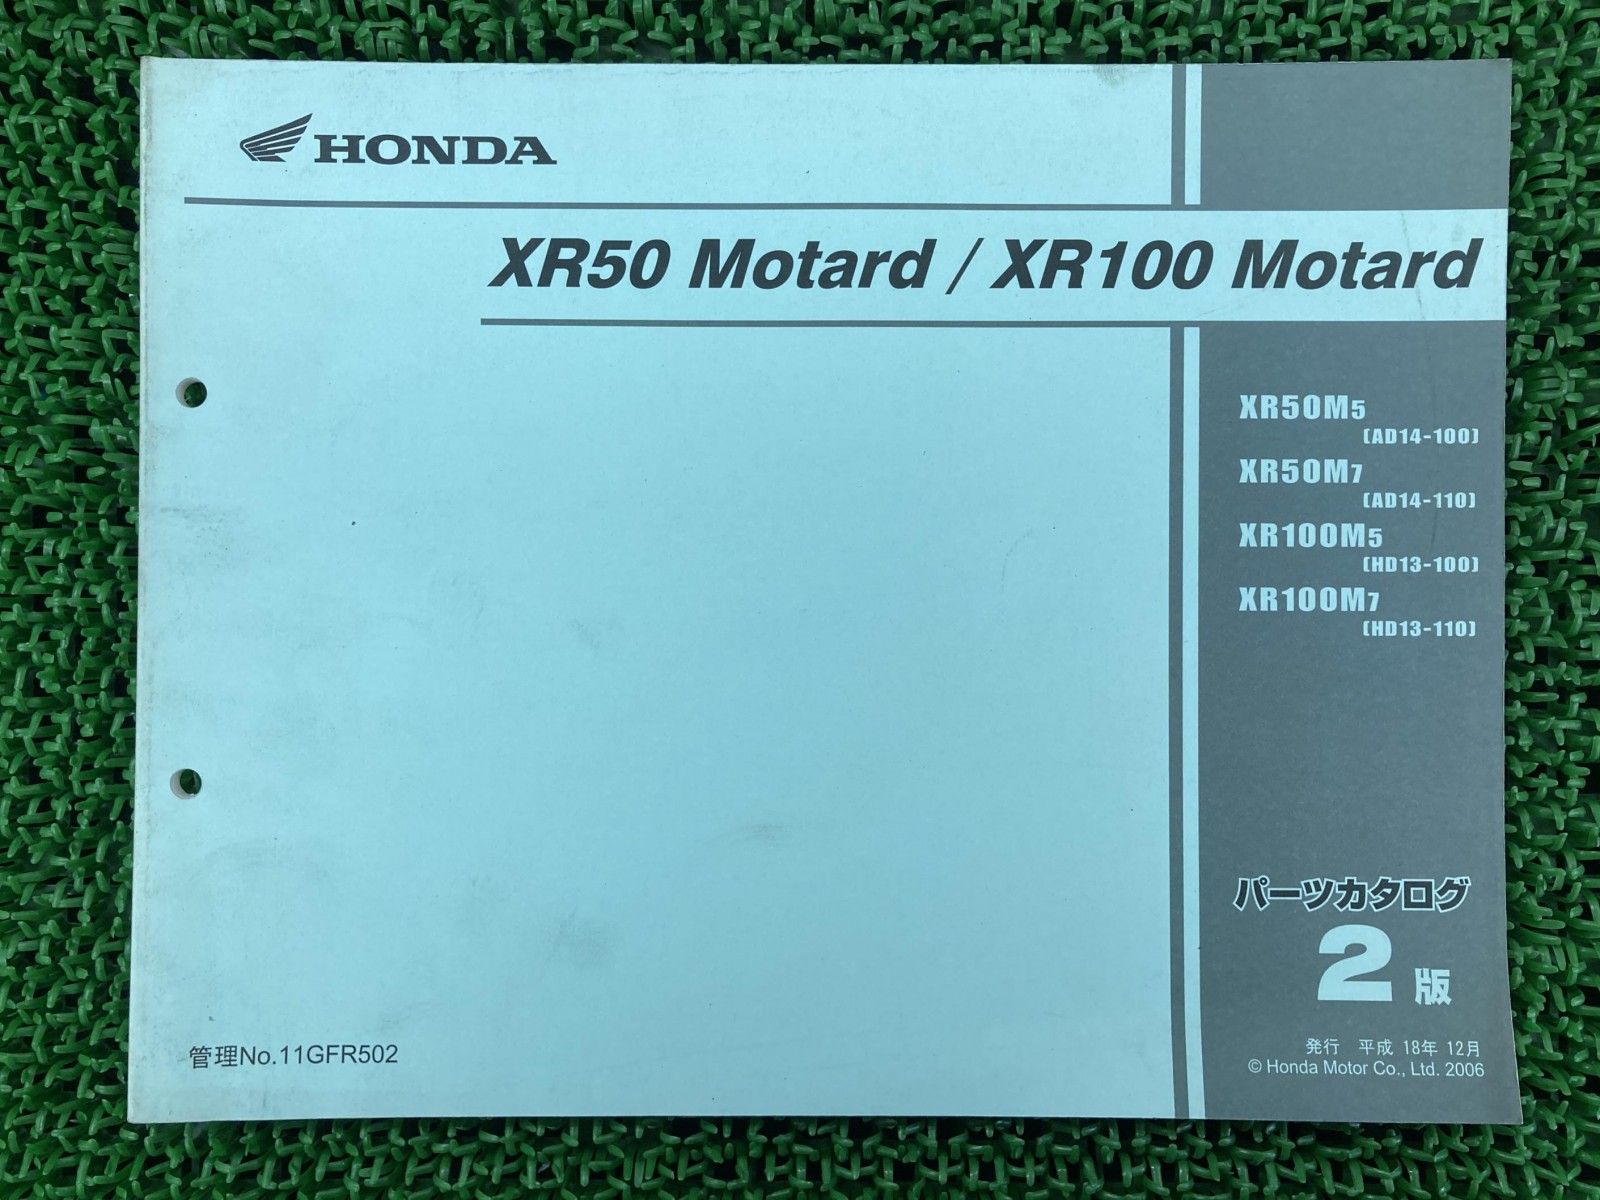 HONDA
XR50 Motard / XR100 Motard
XR50M5
(AD14-100)
XR50M7
(AD14-110)
XR100M5
(HD13-100)
XR100M7
(HD13-110)
パーツカタログ
2版
管理No.11GFR502
発行 平成 18年 12月
© Honda Motor Co., Ltd. 2006